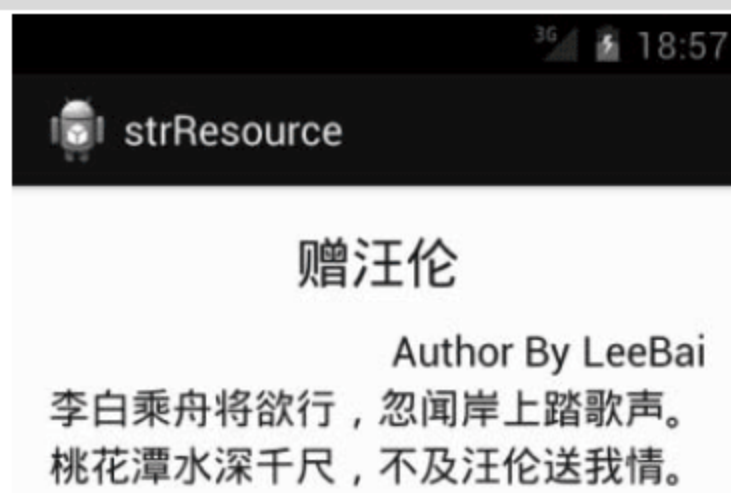 3G 18:57
strResource
赠汪伦
Author By LeeBai
李白乘舟将欲行，忽闻岸上踏歌声。
桃花潭水深千尺，不及汪伦送我情。